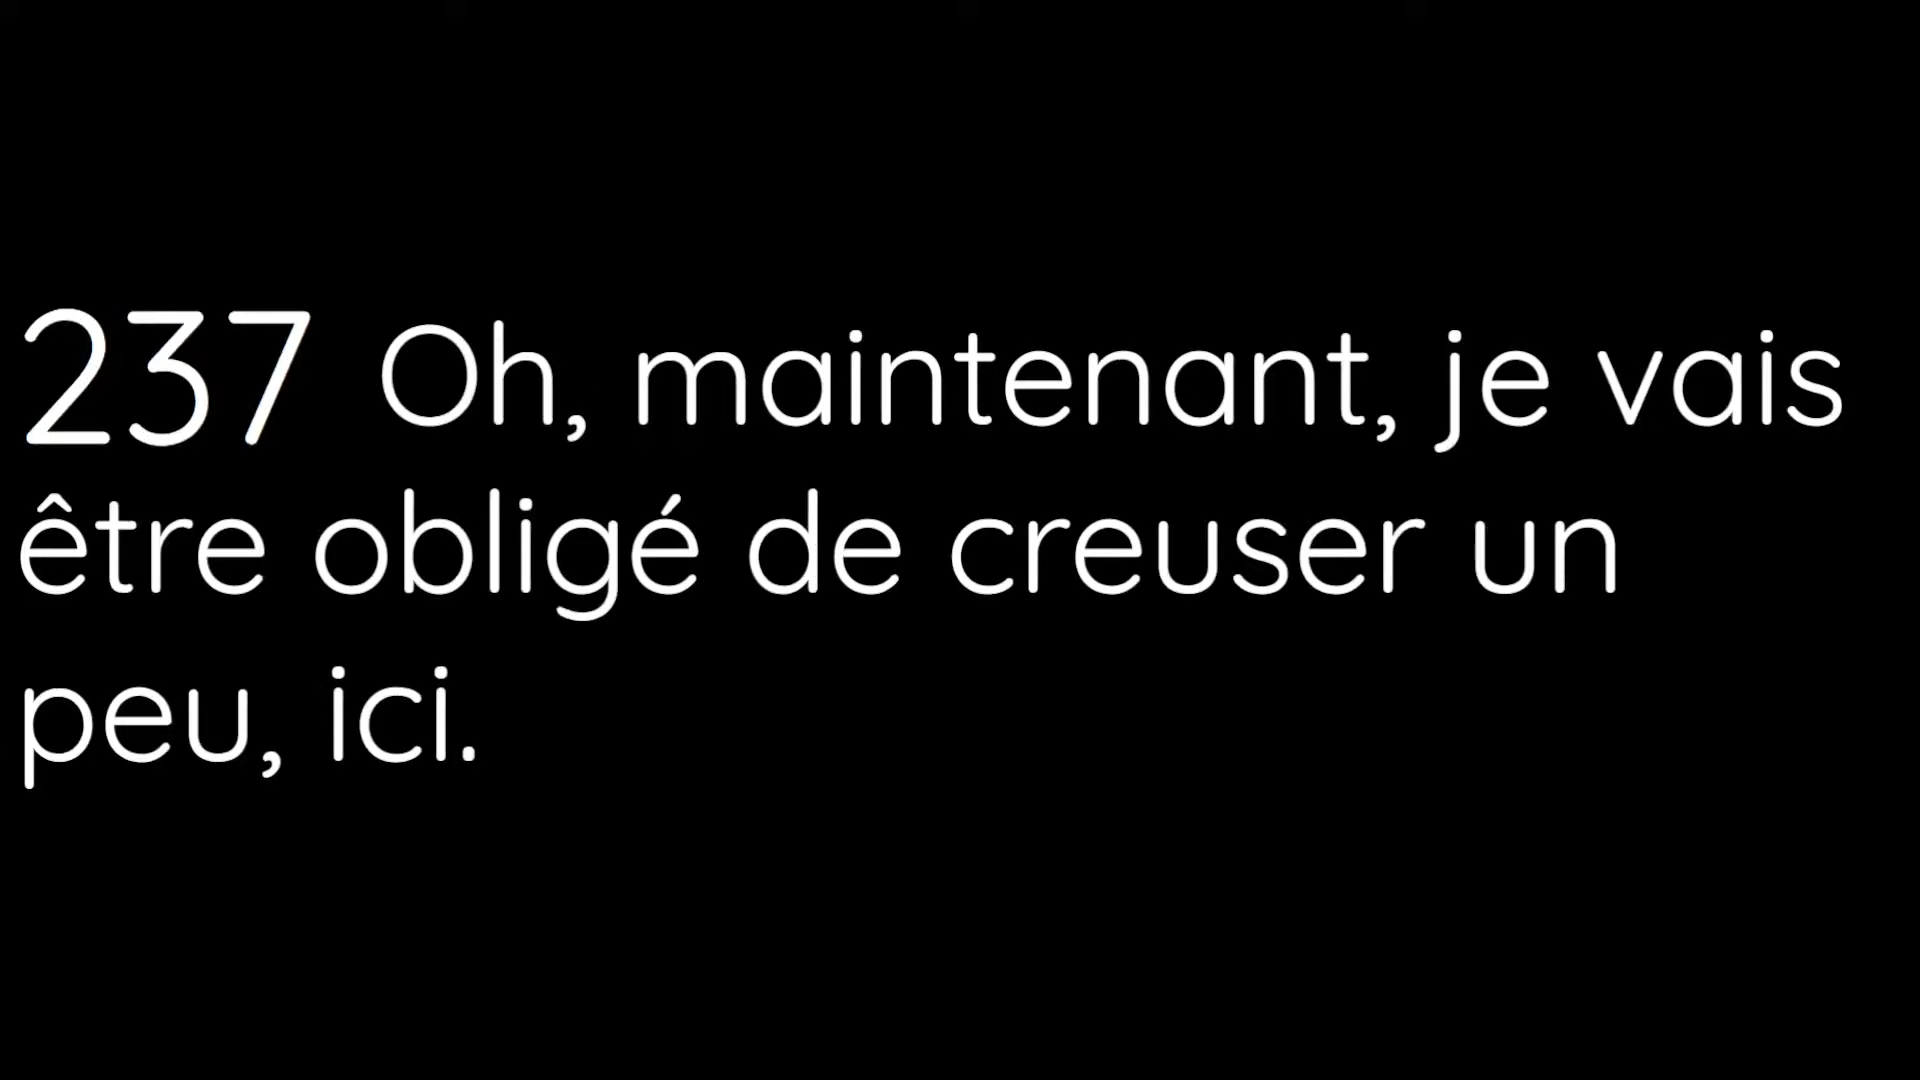 237 Oh, maintenant, je vais
être obligé de creuser un
peu, ici.